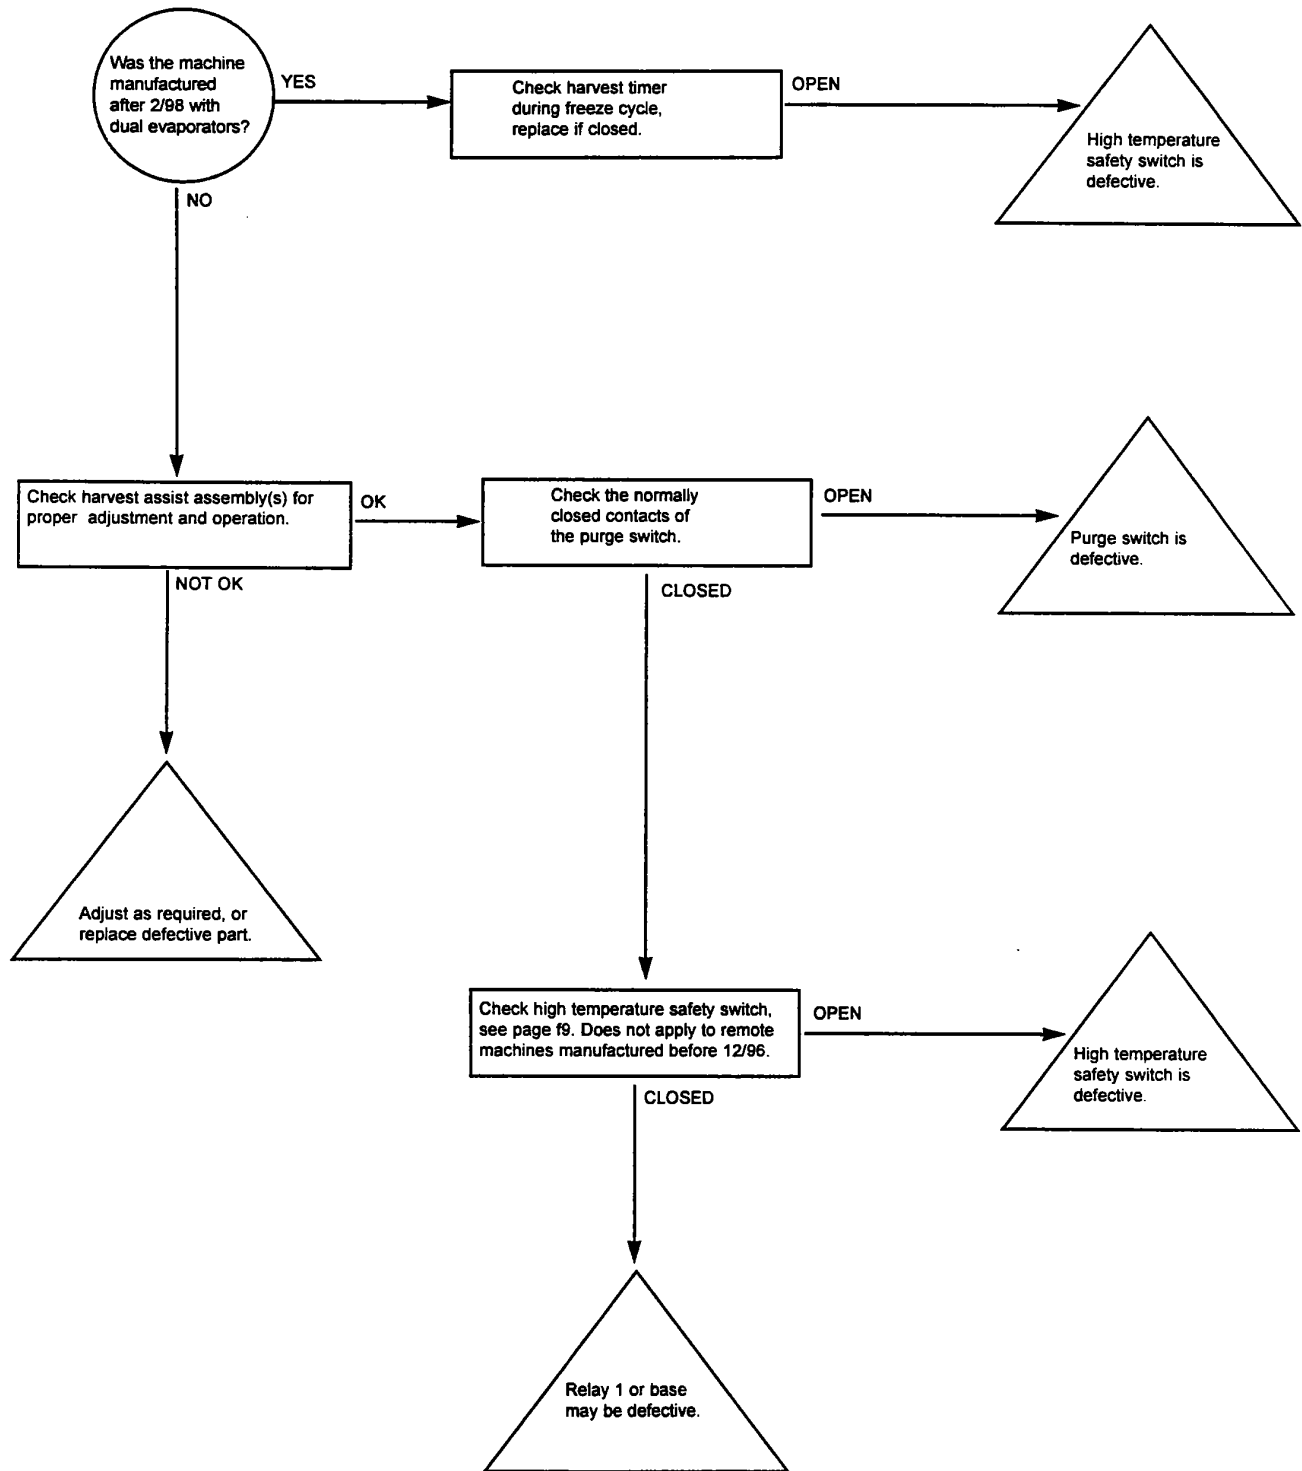 Was the machine
manufactured
after 2/98 with
dual evaporators?
YES
Check harvest timer
during freeze cycle,
replace if closed.
OPEN
High temperature
safety switch is
defective.
NO
Check harvest assist assembly(s) for
proper adjustment and operation.
OK
Check the normally
closed contacts of
the purge switch.
OPEN
Purge switch is
defective.
NOT OK
CLOSED
Adjust as required, or
replace defective part.
Check high temperature safety switch,
see page f9. Does not apply to remote
machines manufactured before 12/96.
OPEN
High temperature
safety switch is
defective.
CLOSED
Relay 1 or base
may be defective.